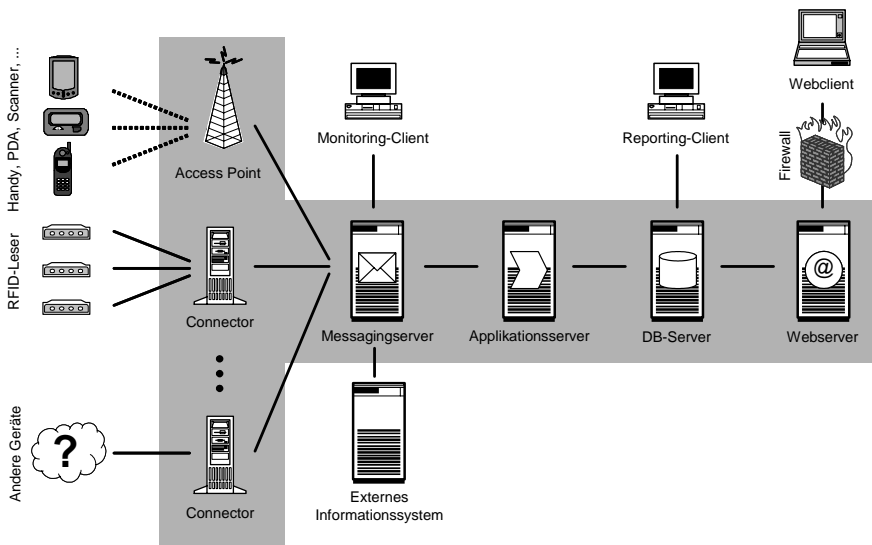 Handy, PDA, Scanner, ...
RFID-Leser
Andere Geräte
Access Point
Connector
Connector
?
Monitoring-Client
Reporting-Client
Webclient
Firewall
@
Messagingserver
Applikationsserver
DB-Server
Webserver
Externes
Informationssystem